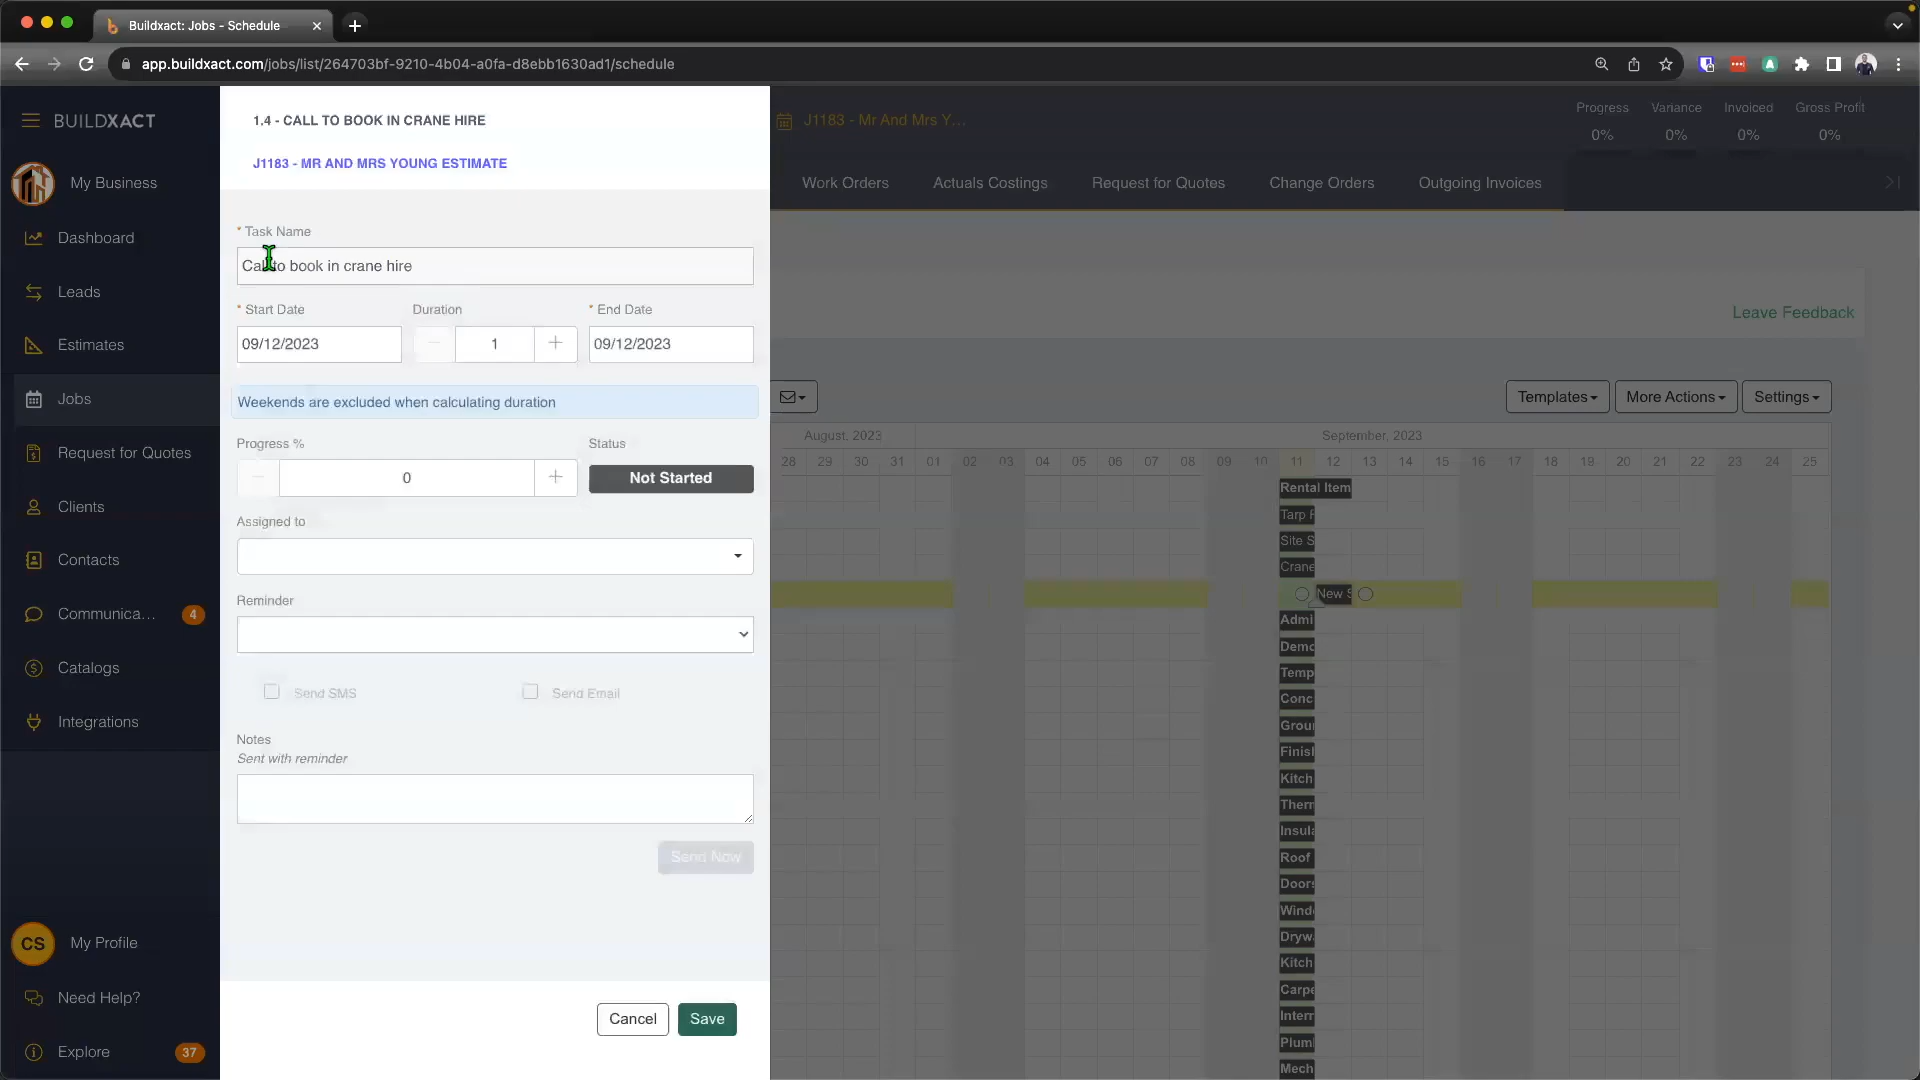 Buildxact: Jobs - Schedule
app.buildxact.com/jobs/list/264703bf-9210-4b04-a0fa-d8ebb1630ad1/schedule
BUILDXACT
My Business
Dashboard
Leads
Estimates
Jobs
Request for Quotes
Clients
Contacts
Communica... 4
Catalogs
Integrations
CS My Profile
Need Help?
Explore 37
1.4 - CALL TO BOOK IN CRANE HIRE
J1183 - MR AND MRS YOUNG ESTIMATE
* Task Name
Call to book in crane hire
* Start Date Duration * End Date
09/12/2023 1 09/12/2023
Weekends are excluded when calculating duration
Progress % Status
0 Not Started
Assigned to
Reminder
Send SMS Send Email
Notes
Sent with reminder
Send Now
Cancel Save
J1183 - Mr And Mrs Y...
Progress Variance Invoiced Gross Profit
0% 0% 0% 0%
Work Orders Actuals Costings Request for Quotes Change Orders Outgoing Invoices
Leave Feedback
Templates More Actions Settings
August, 2023 September, 2023
28 29 30 31 01 02 03 04 05 06 07 08 09 10 11 12 13 14 15 16 17 18 19 20 21 22 23 24 25
Rental Item
Tarp
Site S
Crane
New S
Admi
Demo
Temp
Conc
Grou
Finis
Kitch
Therm
Insula
Roof
Doors
Wind
Dryw
Kitch
Carpe
Intern
Plum
Mech